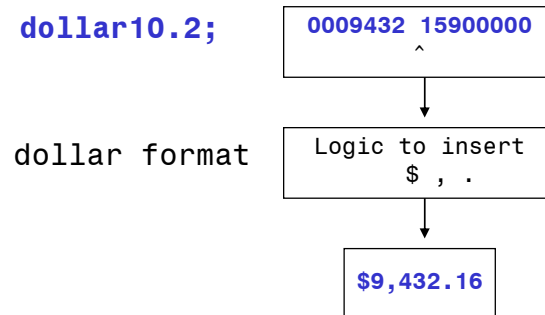 dollar10.2;
0009432 15900000
^
dollar format
Logic to insert
$ , .
$9,432.16